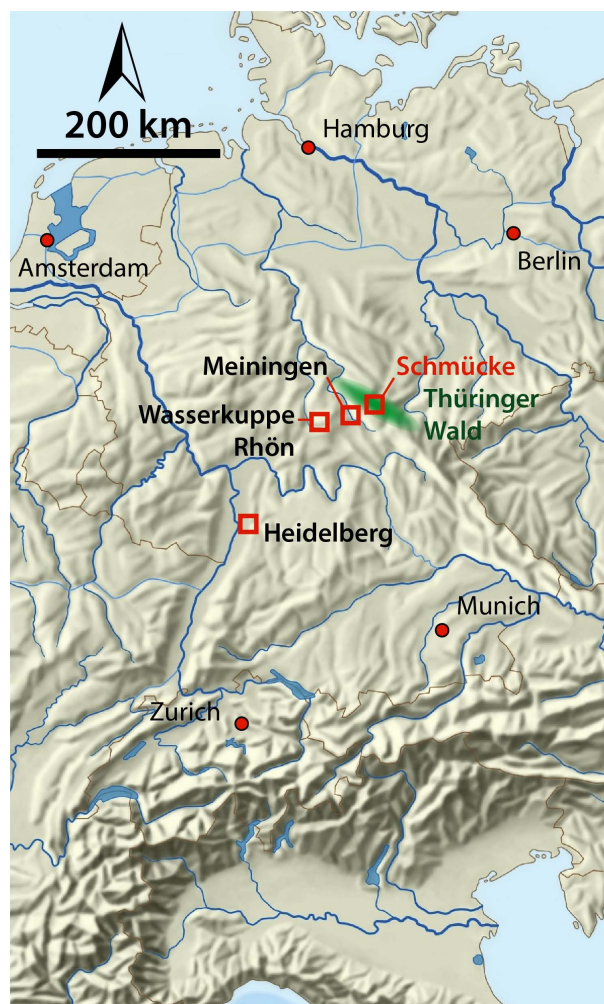 200 km
Hamburg
Amsterdam
Berlin
Meiningen
Schmücke
Wasserkuppe
Rhön
Thüringer
Wald
Heidelberg
Munich
Zurich